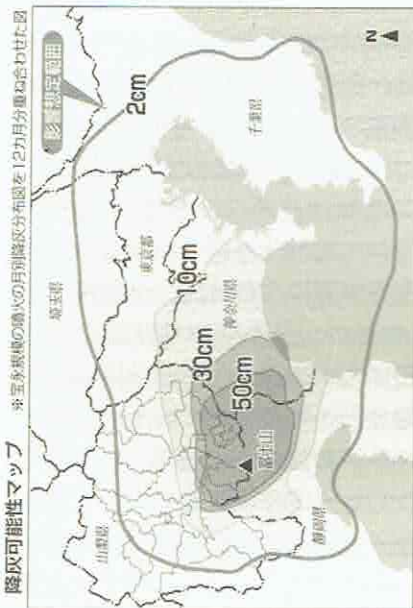 降灰可能性マップ
※宝永規模の噴火の月別降灰分布図を12カ月分重ね合わせた図
影響想定範囲
2cm
埼玉県
東京都
10cm
山梨県
30cm
神奈川県
千葉県
50cm
富士山
静岡県
N